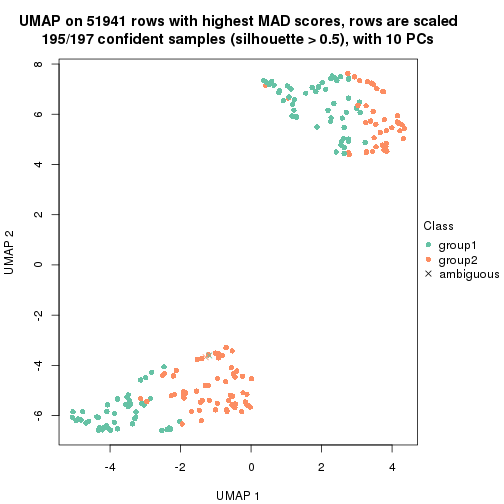 UMAP on 51941 rows with highest MAD scores, rows are scaled
195/197 confident samples (silhouette > 0.5), with 10 PCs
8
6
4
2
0
-2
-4
-6
UMAP 2
-4
-2
0
2
4
UMAP 1
Class
group1
group2
ambiguous